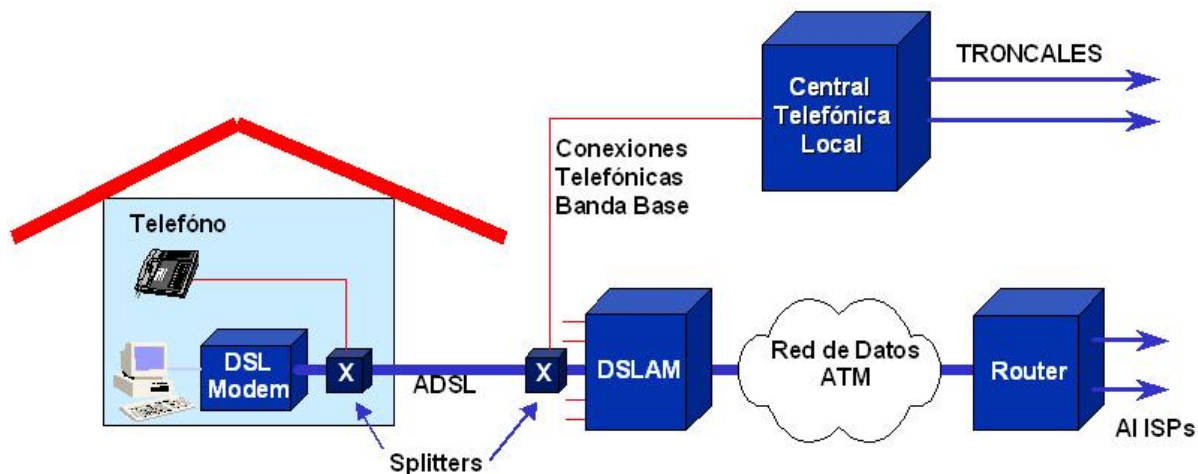 TRONCALES
Central
Telefónica
Local
Conexiones
Telefónicas
Banda Base
Telefóno
DSL
Modem
X
ADSL
X
DSLAM
Red de Datos
ATM
Router
Splitters
Al ISPs